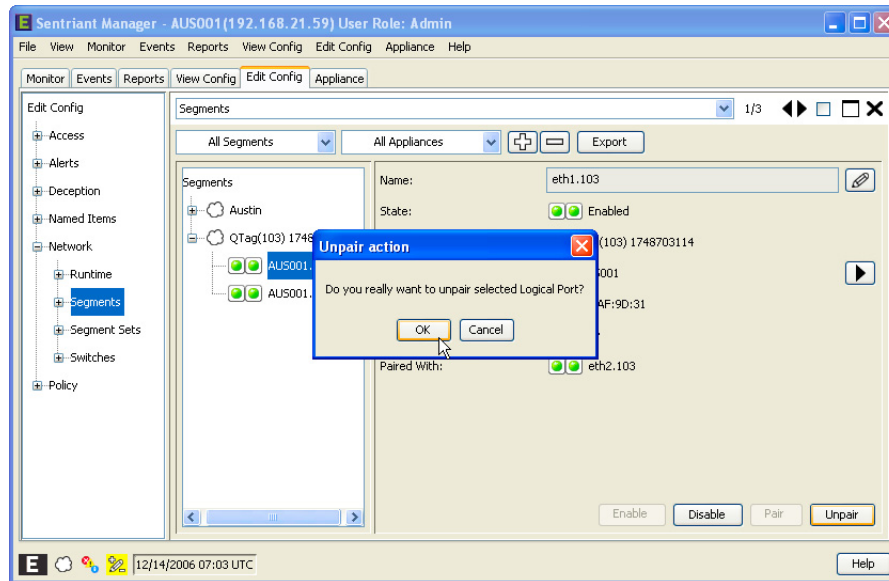 E Sentriant Manager - AUS001(192.168.21.59) User Role: Admin
File View Monitor Events Reports View Config Edit Config Appliance Help
Monitor Events Reports View Config Edit Config Appliance
Edit Config
Access
Alerts
Deception
Named Items
Network
Runtime
Segments
Segment Sets
Switches
Policy
Segments 1/3
All Segments All Appliances Export
Segments
Austin
QTag(103) 1748
AUS001.
AUS001.
Name: eth1.103
State: Enabled
(103) 1748703114
001
AF:9D:31
Paired With: eth2.103
Unpair action
Do you really want to unpair selected Logical Port?
OK Cancel
Enable Disable Pair Unpair
E 12/14/2006 07:03 UTC Help